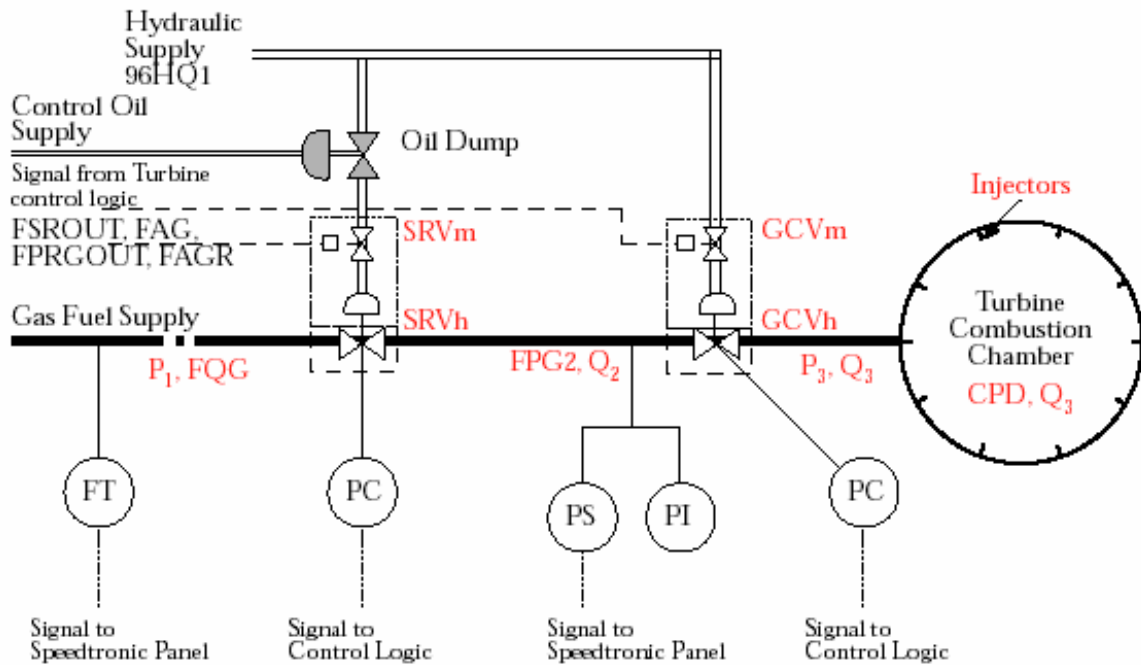 Hydraulic
Supply
96HQ1
Control Oil
Supply
Oil Dump
Signal from Turbine
control logic
FSROUT, FAG,
FPRGOUT, FAGR
SRVm
GCVm
Injectors
Gas Fuel Supply
SRVh
GCVh
P1, FQG
FPG2, Q2
P3, Q3
Turbine
Combustion
Chamber
CPD, Q3
FT
PC
PS
PI
PC
Signal to
Speedtronic Panel
Signal to
Control Logic
Signal to
Speedtronic Panel
Signal to
Control Logic